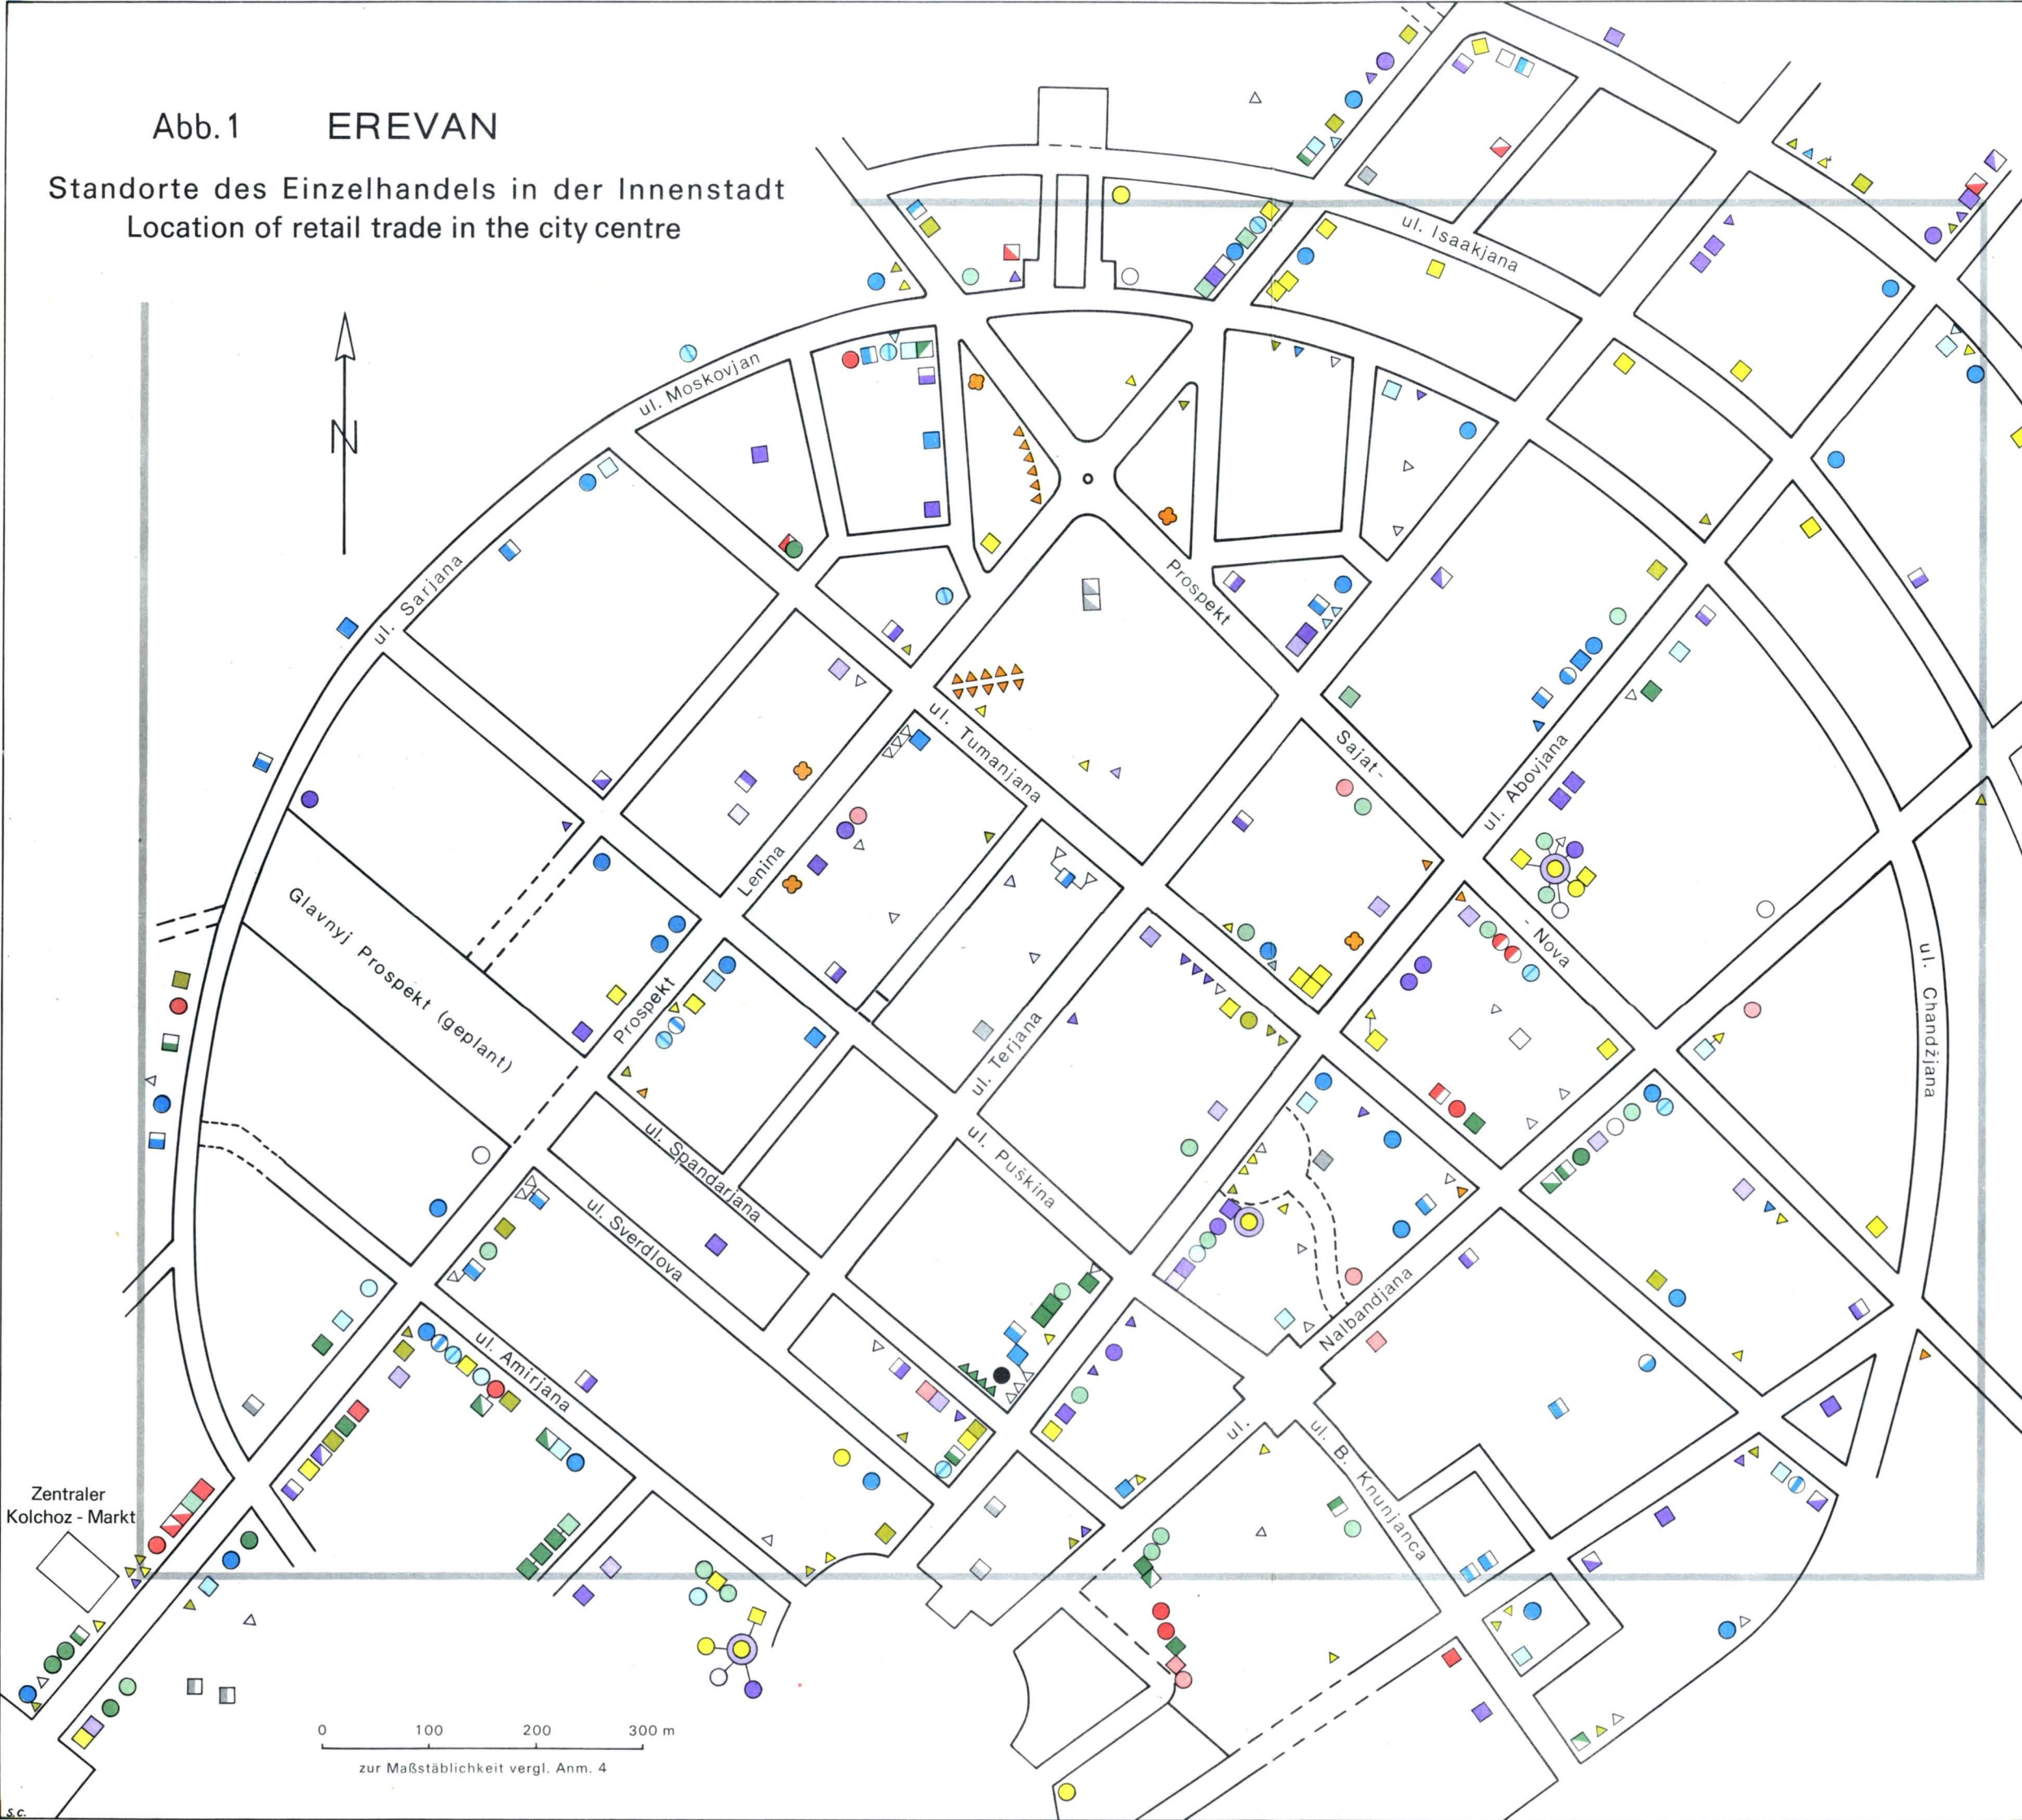 Abb. 1 EREVAN
Standorte des Einzelhandels in der Innenstadt
Location of retail trade in the city centre
N
ul. Isaakjana
ul. Moskovjan
ul. Sarjana
Prospekt
ul. Tumanjana
Sajat-
ul. Abovjana
Lenina
- Nova
Glavnyj Prospekt (geplant)
ul. Chandžjana
Prospekt
ul. Terjana
ul. Spandarjana
ul. Puškina
ul. Sverdlova
Nalbandjana
ul. Amirjana
ul.
ul. B. Knunjanca
Zentraler
Kolchoz - Markt
0 100 200 300 m
zur Maßstäblichkeit vergl. Anm. 4
s.c.